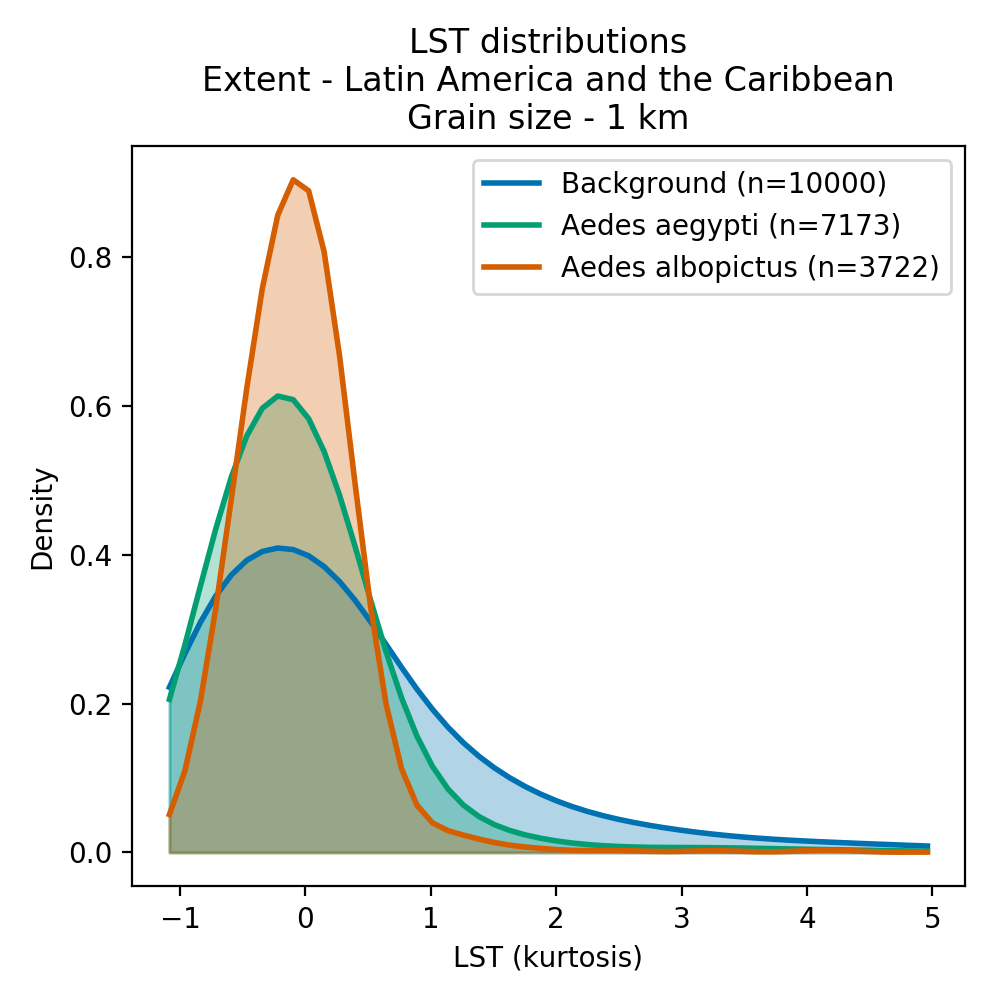 LST distributions
Extent - Latin America and the Caribbean
Grain size - 1 km
Background (n=10000)
Aedes aegypti (n=7173)
Aedes albopictus (n=3722)
Density
0.8
0.6
0.4
0.2
0.0
−1 0 1 2 3 4 5
LST (kurtosis)